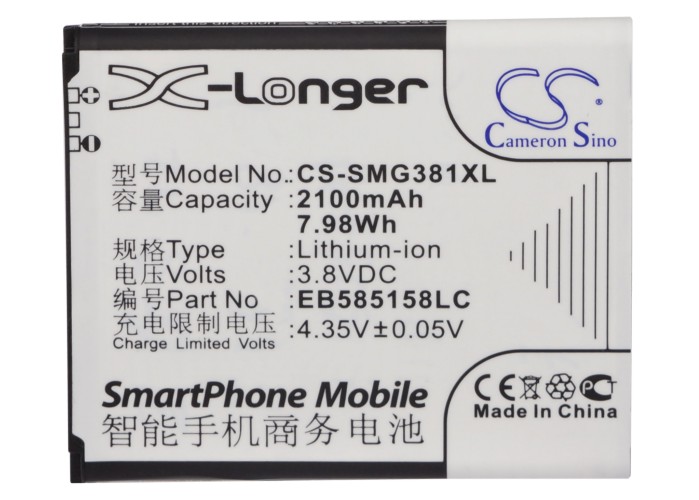 X-Longer
CS
Cameron Sino
型号Model No.:CS-SMG381XL
容量Capacity :2100mAh
7.98Wh
规格Type :Lithium-ion
电压Volts :3.8VDC
编号Part No :EB585158LC
充电限制电压
Charge Limited Volts :4.35V±0.05V
SmartPhone Mobile
智能手机商务电池
CE PCT
Made In China